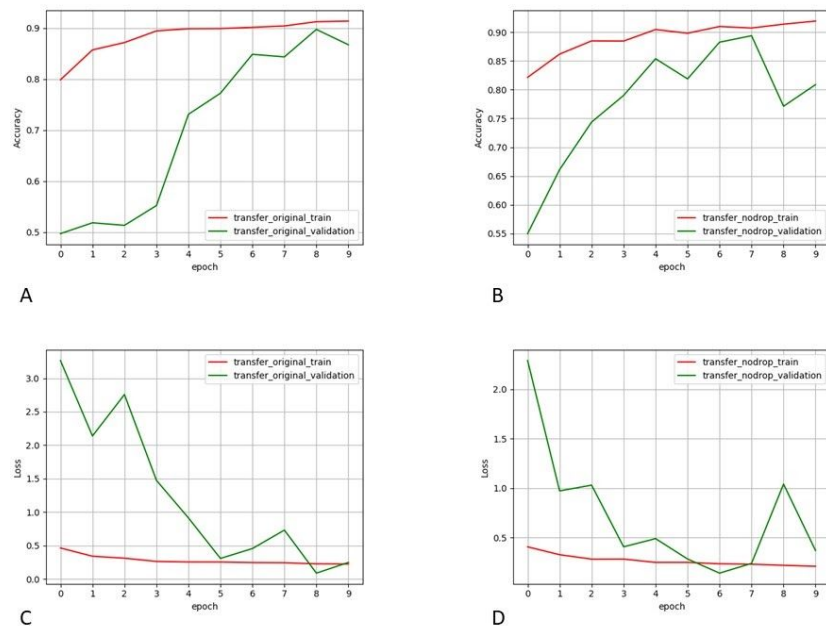 0.9
0.8
0.7
0.6
0.5
Accuracy
transfer_original_train
transfer_original_validation
0 1 2 3 4 5 6 7 8 9
epoch
A
0.90
0.85
0.80
0.75
0.70
0.65
0.60
0.55
Accuracy
transfer_nodrop_train
transfer_nodrop_validation
0 1 2 3 4 5 6 7 8 9
epoch
B
transfer_original_train
transfer_original_validation
3.0
2.5
2.0
1.5
1.0
0.5
0.0
Loss
0 1 2 3 4 5 6 7 8 9
epoch
C
transfer_nodrop_train
transfer_nodrop_validation
2.0
1.5
1.0
0.5
Loss
0 1 2 3 4 5 6 7 8 9
epoch
D